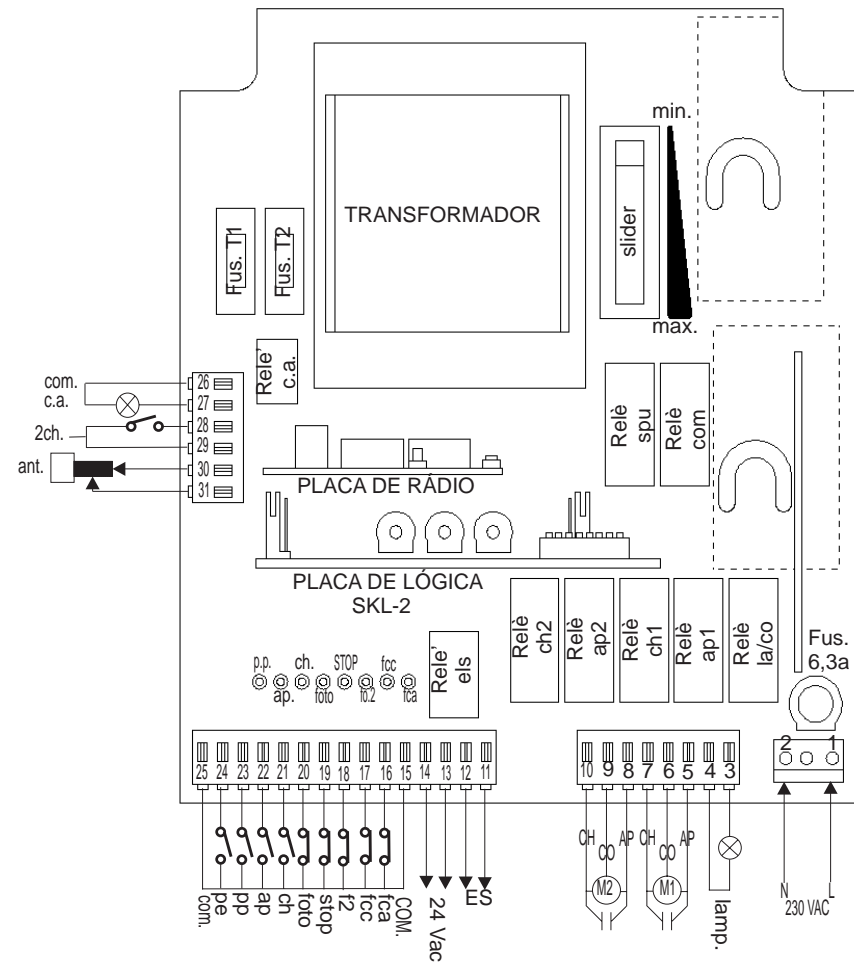 min.
TRANSFORMADOR
slider
Fus. T1
Fus. T2
max.
Rele' c.a.
com.
c.a.
2ch.
ant.
26
27
28
29
30
31
Relè spu
Relè com
PLACA DE RÁDIO
PLACA DE LÓGICA
SKL-2
Relè ch2
Relè ap2
Relè ch1
Relè ap1
Relè la/co
Fus.
6,3a
p.p.
ap.
ch.
foto
STOP
fo.2
fcc
fca
Rele' els
25 24 23 22 21 20 19 18 17 16 15 14 13 12 11
10 9 8 7 6 5 4 3
2 1
com.
pe
pp
ap
ch
foto
stop
f2
fcc
fca
COM.
24 Vac
ES
CH
CO
AP
M2
CH
CO
AP
M1
lamp.
N L
230 VAC